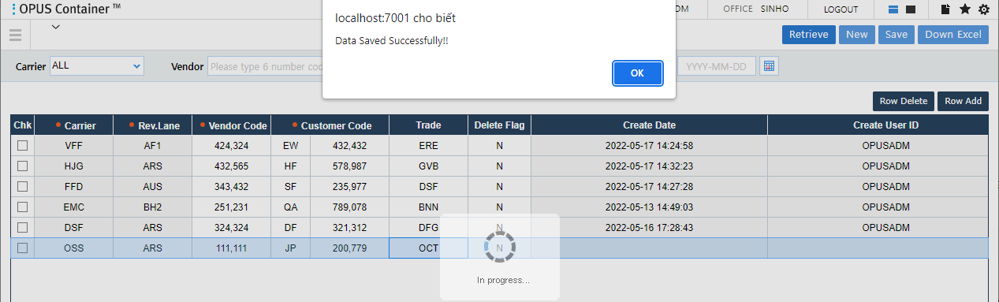 OPUS Container ™
localhost:7001 cho biết
Data Saved Successfully!!
OK
DM OFFICE SINHO LOGOUT
Retrieve New Save Down Excel
Carrier ALL Vendor Please type 6 number cod YYYY-MM-DD
Row Delete Row Add
Chk Carrier Rev.Lane Vendor Code Customer Code Trade Delete Flag Create Date Create User ID
VFF AF1 424,324 EW 432,432 ERE N 2022-05-17 14:24:58 OPUSADM
HJG ARS 432,565 HF 578,987 GVB N 2022-05-17 14:32:23 OPUSADM
FFD AUS 343,432 SF 235,977 DSF N 2022-05-17 14:27:28 OPUSADM
EMC BH2 251,231 QA 789,078 BNN N 2022-05-13 14:49:03 OPUSADM
DSF ARS 324,324 DF 321,312 DFG N 2022-05-16 17:28:43 OPUSADM
OSS ARS 111,111 JP 200,779 OCT N
In progress...